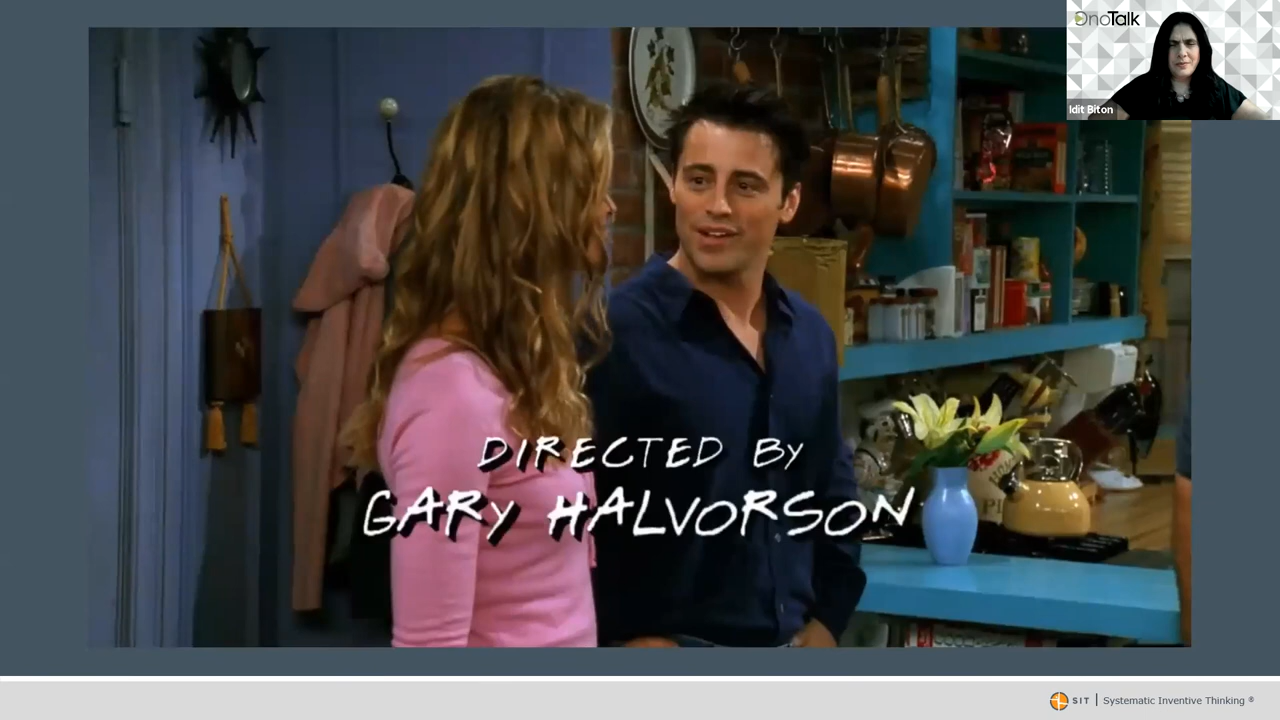 OnoTalk
Idit Biton
DIRECTED BY
GARY HALVORSON
SIT | Systematic Inventive Thinking ®